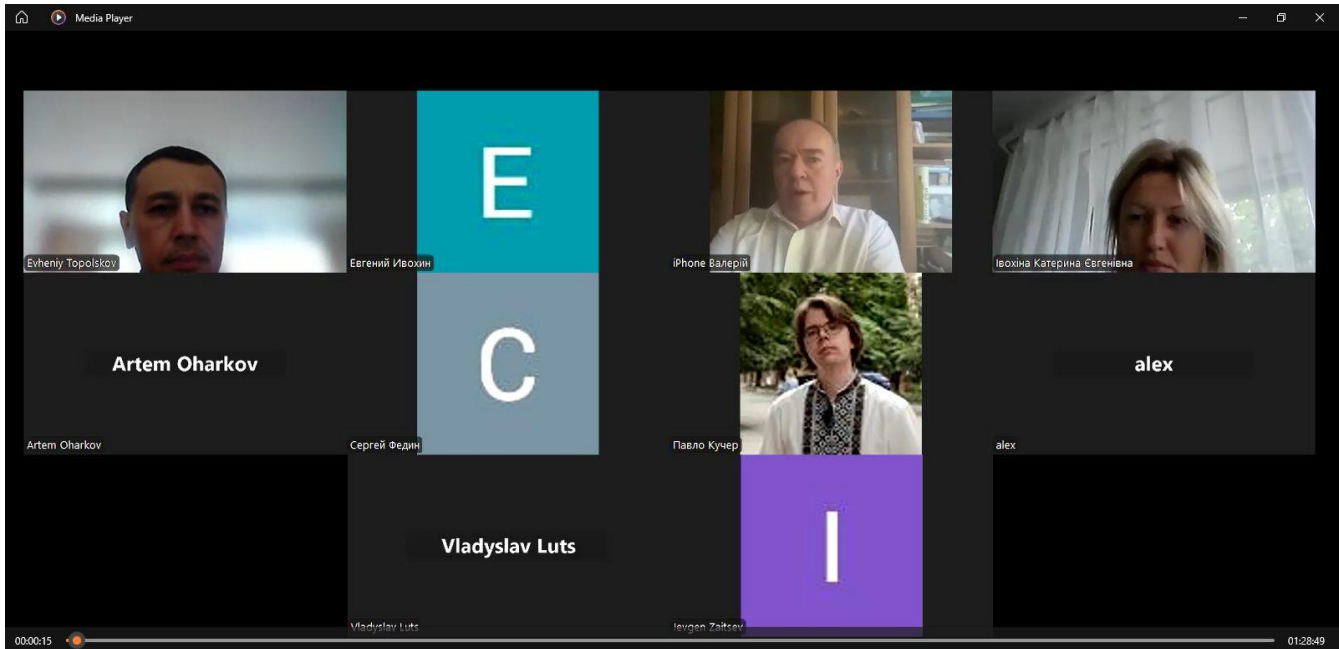 Media Player
E
Evheniy Topolskov
Евгений Ивохин
iPhone Валерій
Івохіна Катерина Євгенівна
Artem Oharkov
C
alex
Artem Oharkov
Сергей Федин
Павло Кучер
alex
Vladyslav Luts
I
Vladyslav Luts
Ievgen Zaitsev
00:00:15
01:28:49